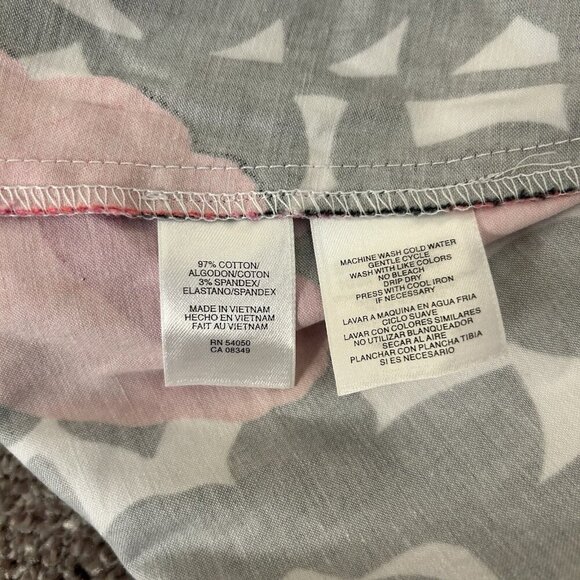 97% COTTON/
ALGODON/COTON
3% SPANDEX/
ELASTANO/SPANDEX
MADE IN VIETNAM
HECHO EN VIETNAM
FAIT AU VIETNAM
RN 54050
CA 08349
MACHINE WASH COLD WATER
GENTLE CYCLE
WASH WITH LIKE COLORS
NO BLEACH
DRIP DRY
PRESS WITH COOL IRON
IF NECESSARY
LAVAR A MAQUINA EN AGUA FRIA
CICLO SUAVE
LAVAR CON COLORES SIMILARES
NO UTILIZAR BLANQUEADOR
SECAR AL AIRE
PLANCHAR CON PLANCHA TIBIA
SI ES NECESARIO